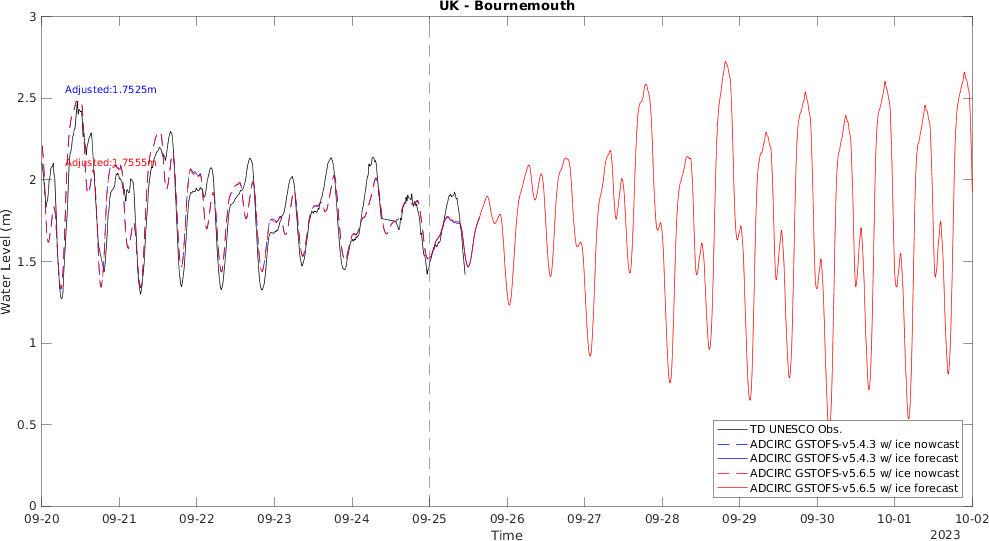 UK - Bournemouth
3
2.5
2
1.5
1
0.5
0
Water Level (m)
Adjusted:1.7525m
Adjusted:1.7555m
TD UNESCO Obs.
ADCIRC GSTOFS-v5.4.3 w/ ice nowcast
ADCIRC GSTOFS-v5.4.3 w/ ice forecast
ADCIRC GSTOFS-v5.6.5 w/ ice nowcast
ADCIRC GSTOFS-v5.6.5 w/ ice forecast
09-20 09-21 09-22 09-23 09-24 09-25 09-26 09-27 09-28 09-29 09-30 10-01 10-02
Time
2023